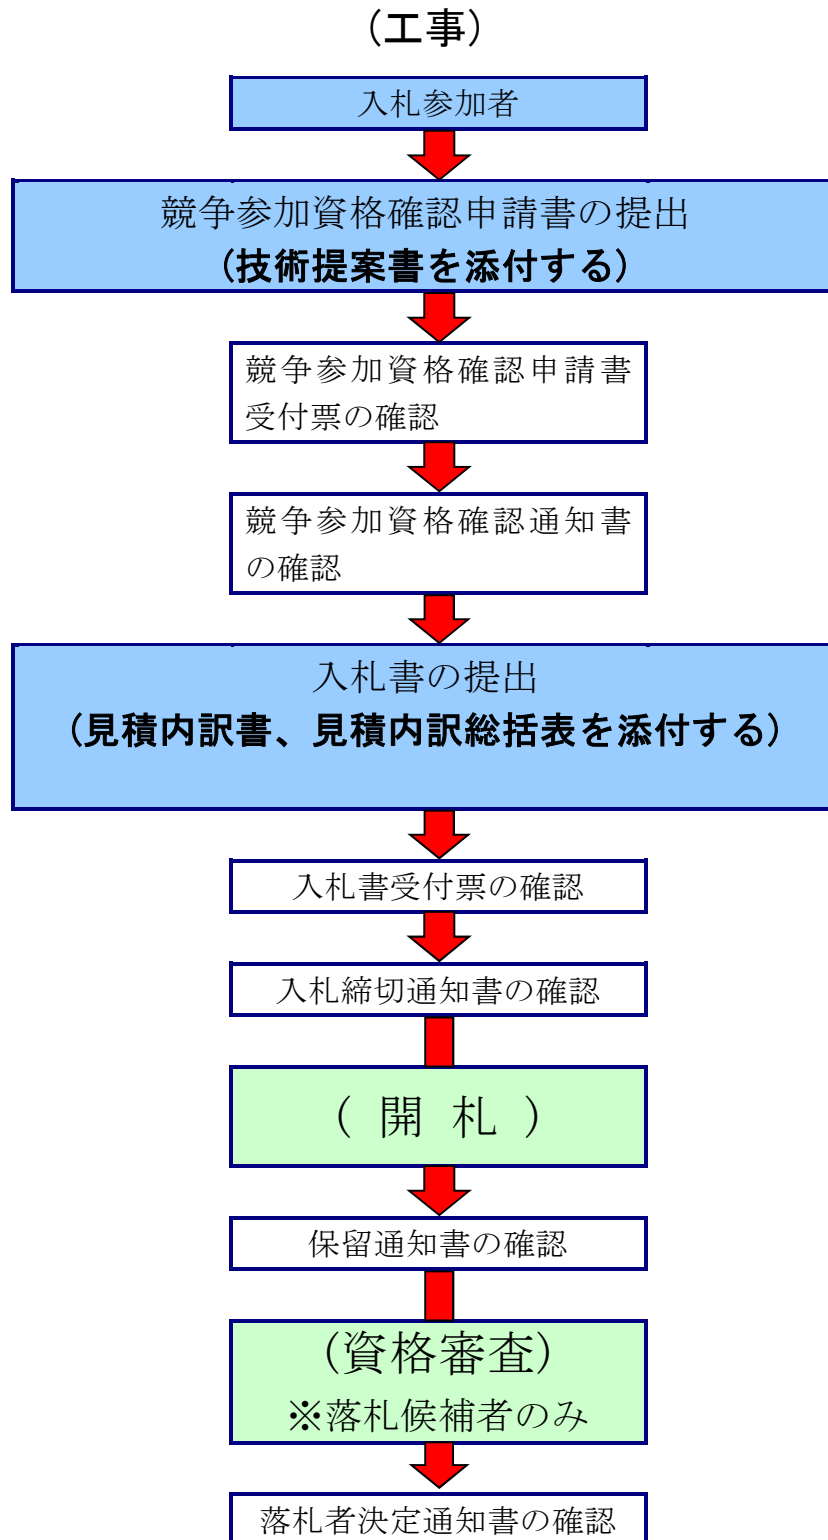 (工事)
入札参加者
競争参加資格確認申請書の提出
(技術提案書を添付する)
競争参加資格確認申請書
受付票の確認
競争参加資格確認通知書
の確認
入札書の提出
(見積内訳書、見積内訳総括表を添付する)
入札書受付票の確認
入札締切通知書の確認
( 開 札 )
保留通知書の確認
(資格審査)
※落札候補者のみ
落札者決定通知書の確認